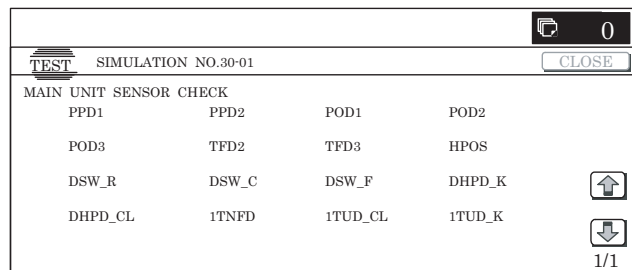 0
TEST SIMULATION NO.30-01 CLOSE
MAIN UNIT SENSOR CHECK
PPD1 PPD2 POD1 POD2
POD3 TFD2 TFD3 HPOS
DSW_R DSW_C DSW_F DHPD_K
DHPD_CL 1TNFD 1TUD_CL 1TUD_K
1/1